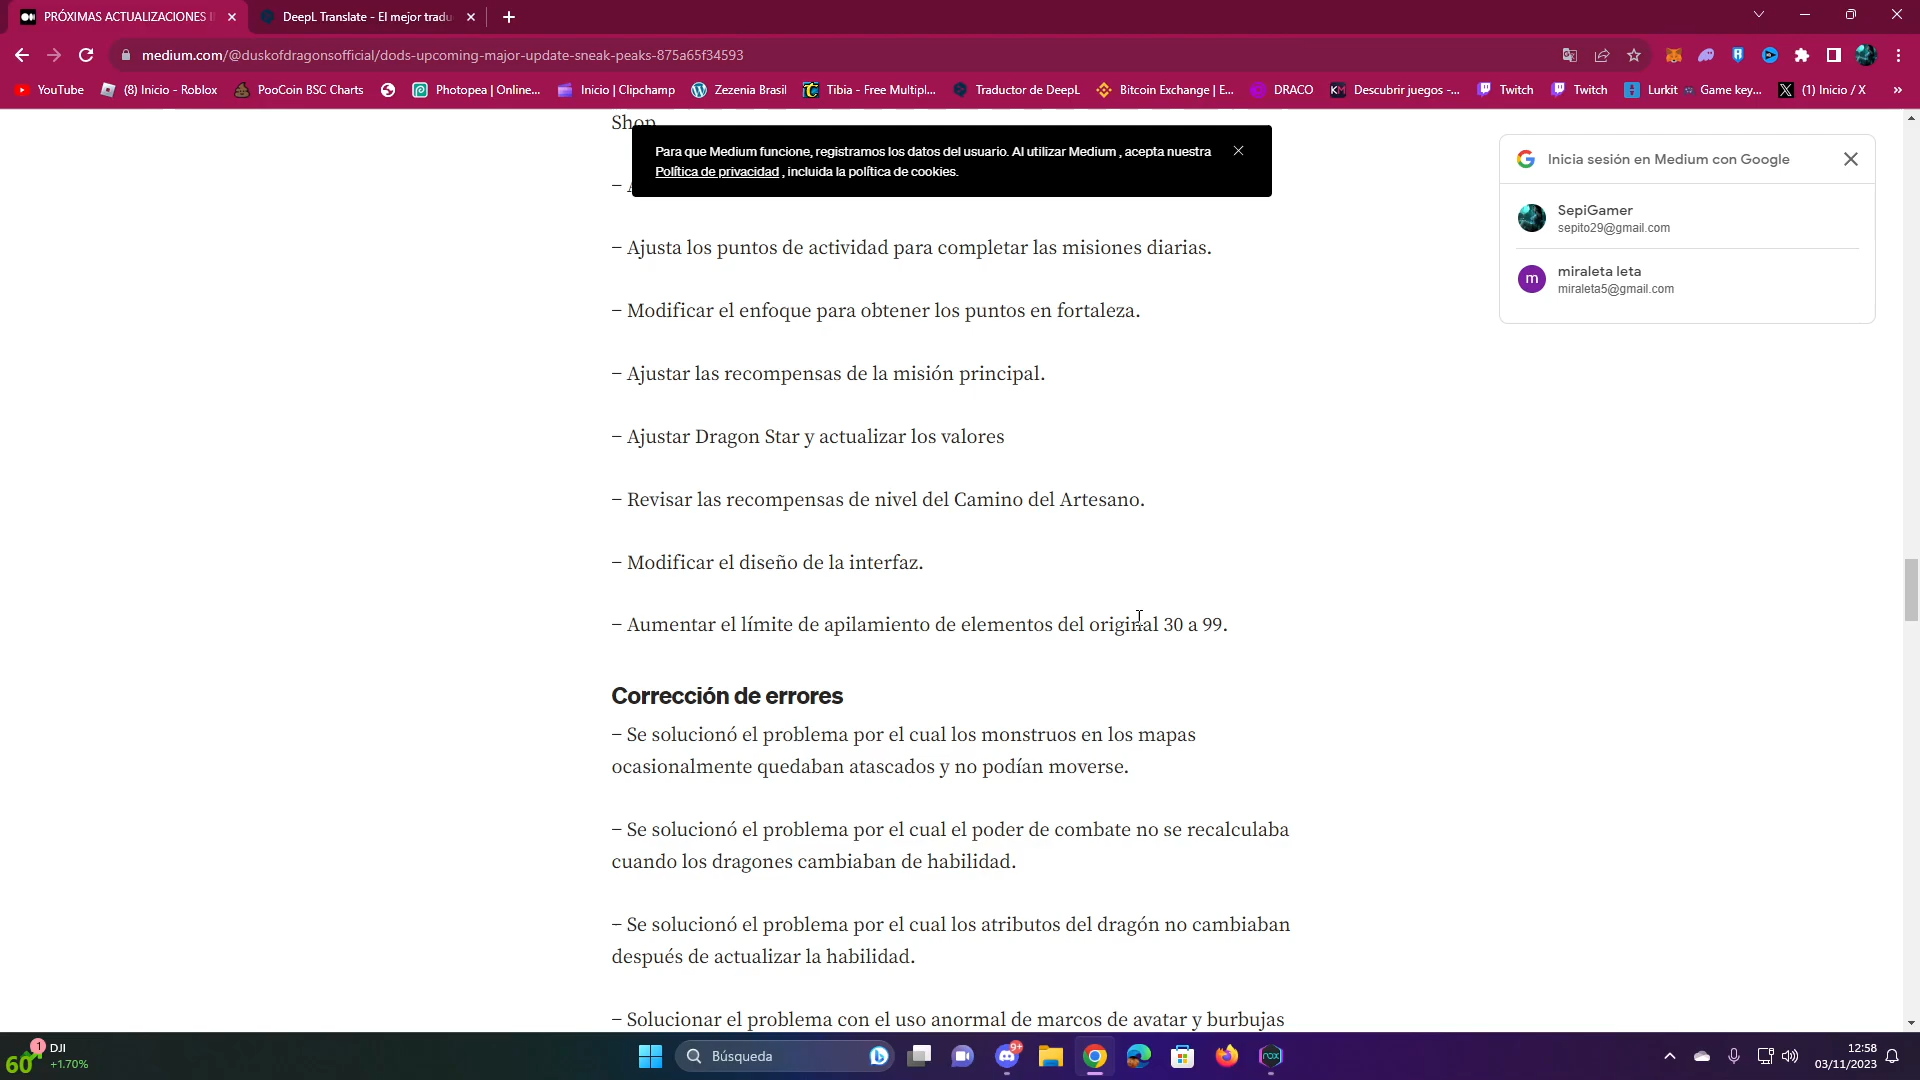 PRÓXIMAS ACTUALIZACIONES
DeepL Translate - El mejor tradu
medium.com/@duskofdragonsofficial/dods-upcoming-major-update-sneak-peaks-875a65f34593
YouTube
(8) Inicio - Roblox
PooCoin BSC Charts
Photopea | Online...
Inicio | Clipchamp
Zezenia Brasil
Tibia - Free Multipl...
Traductor de DeepL
Bitcoin Exchange | E...
DRACO
Descubrir juegos -...
Twitch
Twitch
Lurkit
Game key...
(1) Inicio / X
»
Shop
Para que Medium funcione, registramos los datos del usuario. Al utilizar Medium , acepta nuestra
Política de privacidad , incluida la política de cookies.
Inicia sesión en Medium con Google
SepiGamer
sepito29@gmail.com
miraleta leta
m
miraleta5@gmail.com
– Ajusta los puntos de actividad para completar las misiones diarias.
– Modificar el enfoque para obtener los puntos en fortaleza.
– Ajustar las recompensas de la misión principal.
– Ajustar Dragon Star y actualizar los valores
– Revisar las recompensas de nivel del Camino del Artesano.
– Modificar el diseño de la interfaz.
– Aumentar el límite de apilamiento de elementos del original 30 a 99.
Corrección de errores
– Se solucionó el problema por el cual los monstruos en los mapas
ocasionalmente quedaban atascados y no podían moverse.
– Se solucionó el problema por el cual el poder de combate no se recalculaba
cuando los dragones cambiaban de habilidad.
– Se solucionó el problema por el cual los atributos del dragón no cambiaban
después de actualizar la habilidad.
– Solucionar el problema con el uso anormal de marcos de avatar y burbujas
60
1
DJI
+1.70%
Búsqueda
9+
nox
12:58
03/11/2023